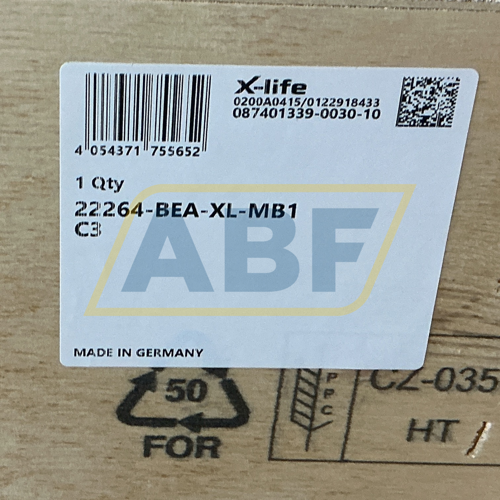 X-life
0200A0415/0122918433
087401339-0030-10
4 054371 755652
1 Qty
22264-BEA-XL-MB1
C3
ABF
MADE IN GERMANY
50
FOR
PPC
CZ-035
HT